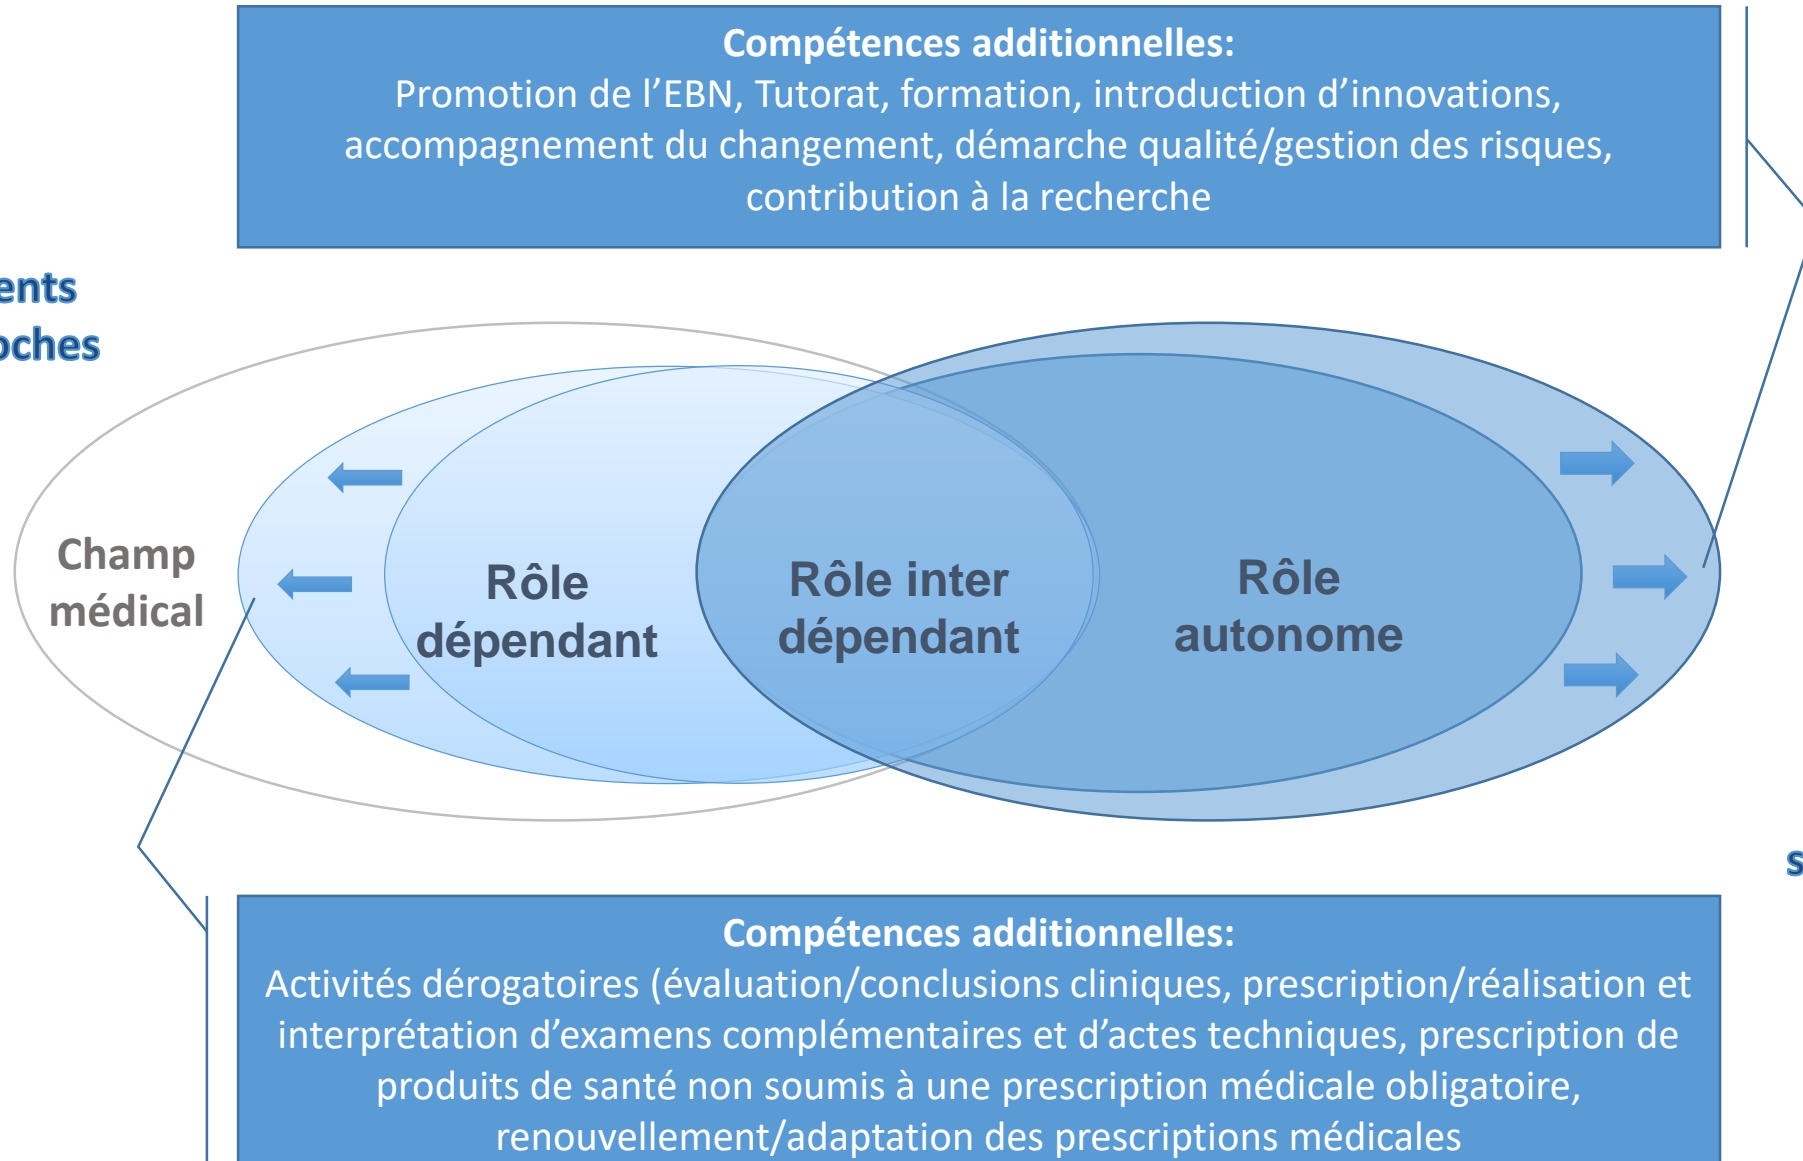 Compétences additionnelles:
Promotion de l'EBN, Tutorat, formation, introduction d'innovations,
accompagnement du changement, démarche qualité/gestion des risques,
contribution à la recherche
Champ
médical
Rôle
dépendant
Rôle inter
dépendant
Rôle
autonome
Compétences additionnelles:
Activités dérogatoires (évaluation/conclusions cliniques, prescription/réalisation et
interprétation d'examens complémentaires et d'actes techniques, prescription de
produits de santé non soumis à une prescription médicale obligatoire,
renouvellement/adaptation des prescriptions médicales